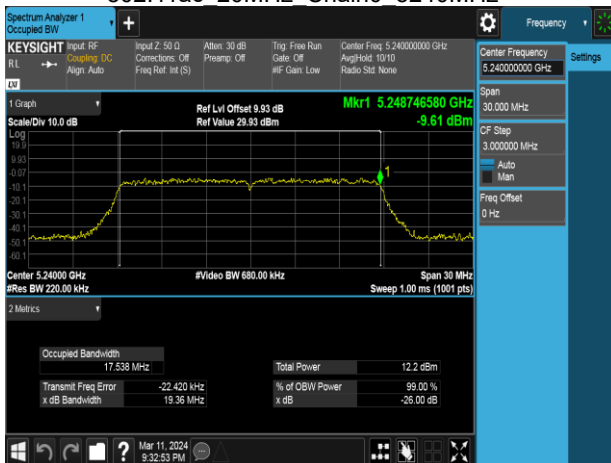 Spectrum Analyzer 1
Occupied BW
+
Frequency
KEYSIGHT
RL
LXI
Input: RF
Coupling: DC
Align: Auto
Input Z: 50 Ω
Corrections: Off
Freq Ref: Int (S)
Atten: 30 dB
Preamp: Off
Trig: Free Run
Gate: Off
#IF Gain: Low
Center Freq: 5.240000000 GHz
Avg|Hold: 10/10
Radio Std: None
Center Frequency
5.240000000 GHz
Settings
Span
30.000 MHz
CF Step
3.000000 MHz
Auto
Man
Freq Offset
0 Hz
1 Graph
Scale/Div 10.0 dB
Ref Lvl Offset 9.93 dB
Ref Value 29.93 dBm
Mkr1 5.248746580 GHz
-9.61 dBm
Log
19.9
9.93
-0.07
-10.1
-20.1
-30.1
-40.1
-50.1
-60.1
1
Center 5.24000 GHz
#Res BW 220.00 kHz
#Video BW 680.00 kHz
Span 30 MHz
Sweep 1.00 ms (1001 pts)
2 Metrics
Occupied Bandwidth
17.538 MHz
Total Power 12.2 dBm
Transmit Freq Error -22.420 kHz
% of OBW Power 99.00 %
x dB Bandwidth 19.36 MHz
x dB -26.00 dB
?
Mar 11, 2024
9:32:53 PM